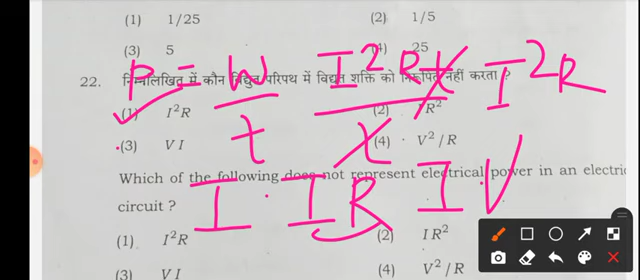 (1) 1/25 (2) 1/5
(3) 5 (4) 25
P = W/t I²Rt/t I²R
22. निम्नलिखित में कौन विद्युत परिपथ में विद्युत शक्ति को निरूपित नहीं करता ?
(1) I²R (2) IR²
(3) VI (4) V²/R
Which of the following does not represent electrical power in an electric
circuit ?
I · IR I·V
(1) I²R (2) IR²
(3) VI (4) V²/R